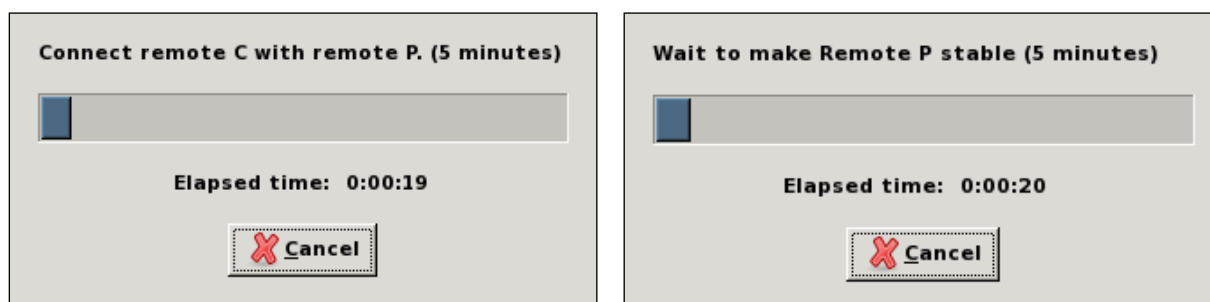 Connect remote C with remote P. (5 minutes)
Elapsed time: 0:00:19
Cancel
Wait to make Remote P stable (5 minutes)
Elapsed time: 0:00:20
Cancel